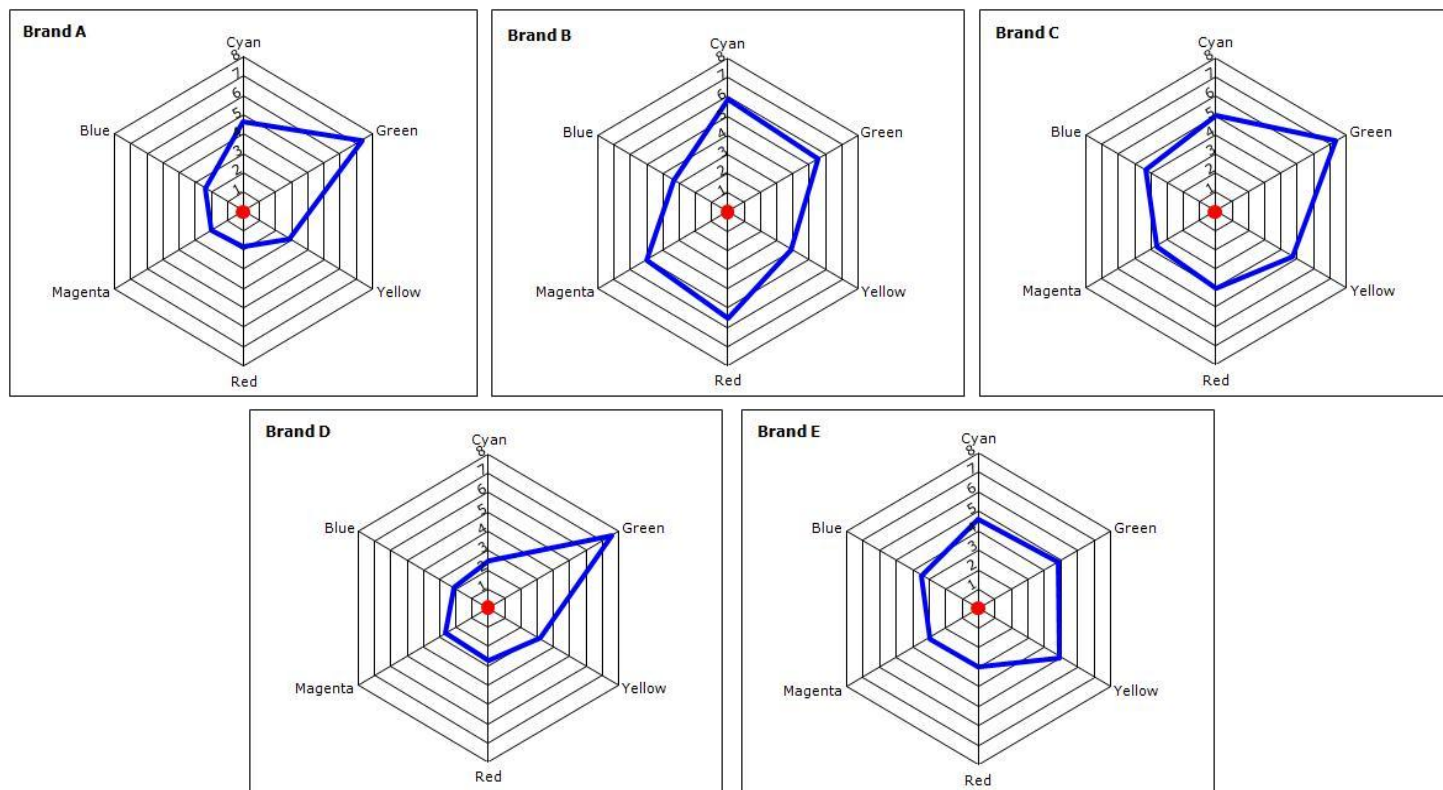 Brand A
Cyan
8
7
6
5
4
3
2
1
Blue
Green
Magenta
Yellow
Red
Brand B
Cyan
8
7
6
5
4
3
2
1
Blue
Green
Magenta
Yellow
Red
Brand C
Cyan
8
7
6
5
4
3
2
1
Blue
Green
Magenta
Yellow
Red
Brand D
Cyan
8
7
6
5
4
3
2
1
Blue
Green
Magenta
Yellow
Red
Brand E
Cyan
8
7
6
5
4
3
2
1
Blue
Green
Magenta
Yellow
Red